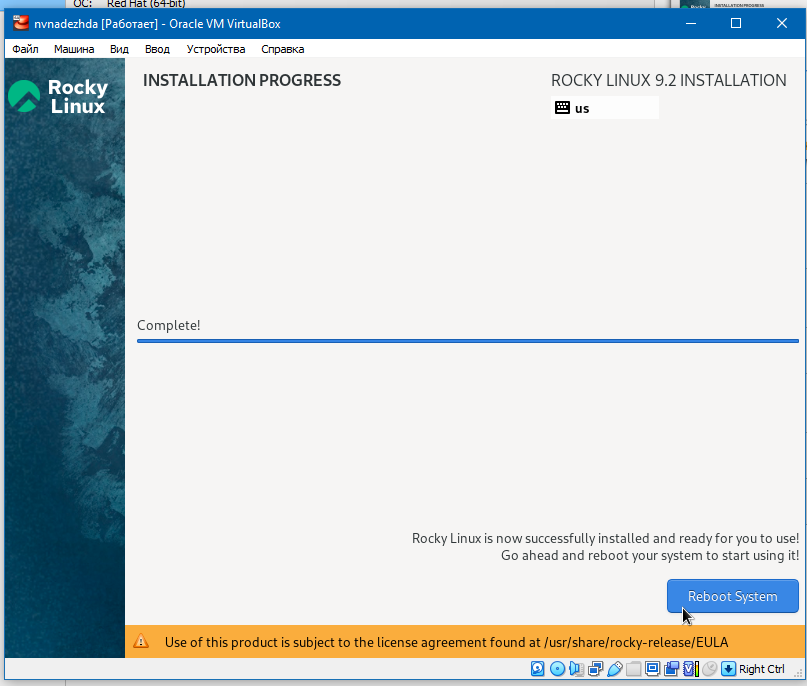 ОС: Red Hat (64-bit)
INSTALLATION PROGRESS
nvnadezhda [Работает] - Oracle VM VirtualBox
Файл Машина Вид Ввод Устройства Справка
Rocky
Linux
INSTALLATION PROGRESS
ROCKY LINUX 9.2 INSTALLATION
us
Complete!
Rocky Linux is now successfully installed and ready for you to use!
Go ahead and reboot your system to start using it!
Reboot System
Use of this product is subject to the license agreement found at /usr/share/rocky-release/EULA
Right Ctrl